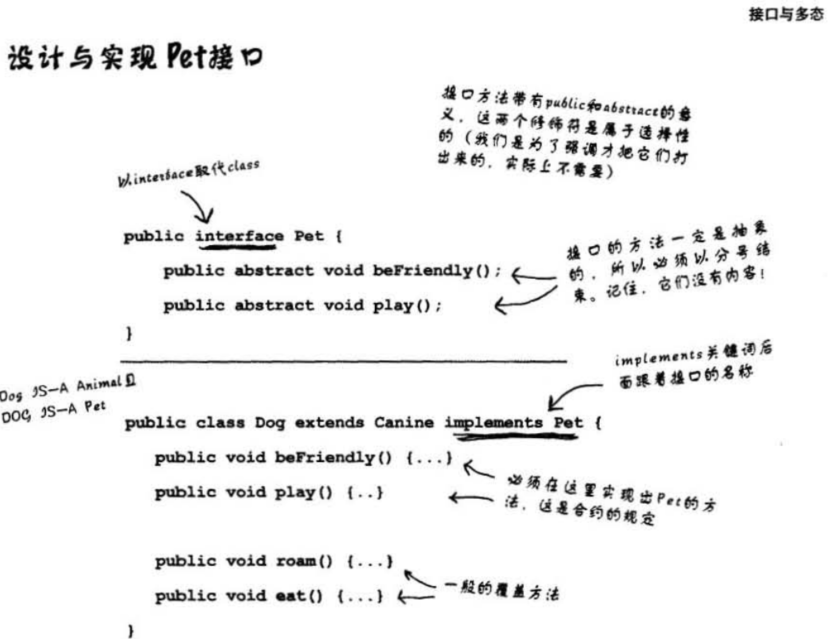 接口与多态
设计与实现 Pet接口
接口方法带有public和abstract的意
义，这两个修饰符是属于选择性
的（我们是为了强调才把它们打
出来的，实际上不需要）
以interface取代class
public interface Pet {
public abstract void beFriendly();
public abstract void play();
}
接口的方法一定是抽象
的，所以必须以分号结
束。记住，它们没有内容！
implements关键词后
面跟着接口的名称
Dog IS-A Animal且
DOG IS-A Pet
public class Dog extends Canine implements Pet {
public void beFriendly() {...}
public void play() {..}
必须在这里实现出Pet的方
法，这是合约的规定
public void roam() {...}
public void eat() {...}
一般的覆盖方法
}